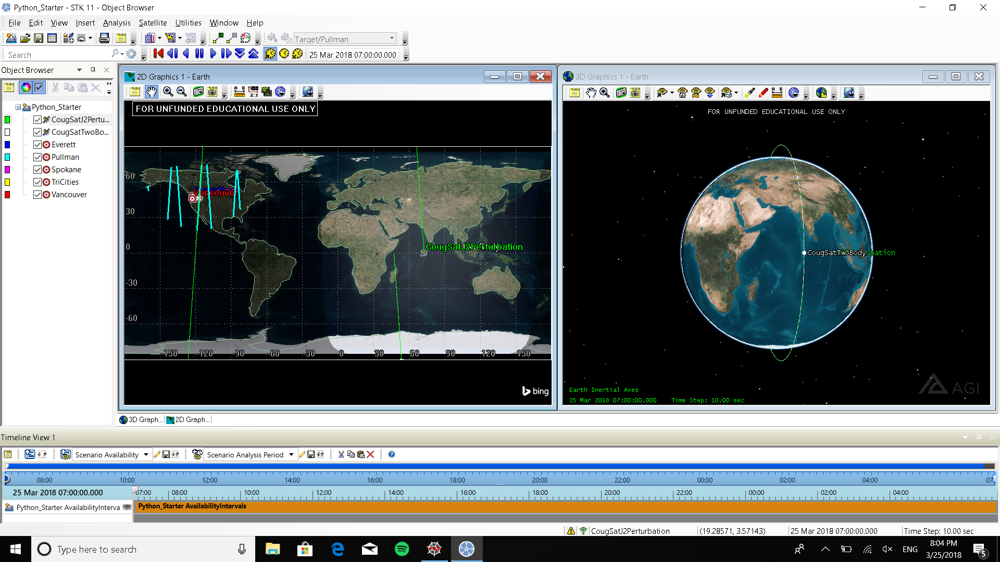 Python_Starter - STK 11 - Object Browser
File Edit View Insert Analysis Satellite Utilities Window Help
Target/Pullman
Search
25 Mar 2018 07:00:00.000
Object Browser
Python_Starter
CougSatJ2Pertu...
CougSatTwoBo...
Everett
Pullman
Spokane
TriCities
Vancouver
2D Graphics 1 - Earth
FOR UNFUNDED EDUCATIONAL USE ONLY
60
30
0
-30
-60
-150 -120 -90 -60 -30 0 30 60 90 120 150
Vancouve
CougSatJ2Perturbation
bing
3D Graphics 1 - Earth
FOR UNFUNDED EDUCATIONAL USE ONLY
CougSatTwoBody
rbation
AGI
Earth Inertial Axes
25 Mar 2018 07:00:00.000 Time Step: 10.00 sec
3D Graph... 2D Graph...
Timeline View 1
Scenario Availability Scenario Analysis Period
08:00 10:00 12:00 14:00 16:00 18:00 20:00 22:00 00:00 02:00 04:00 07
25 Mar 2018 07:00:00.000 07:00 08:00 10:00 12:00 14:00 16:00 18:00 20:00 22:00 00:00 02:00 04:00
Python_Starter AvailabilityInterva Python_Starter AvailabilityIntervals
CougSatJ2Perturbation (19.28571, 3.57143) 25 Mar 2018 07:00:00.000 Time Step: 10.00 sec
Type here to search
ENG
8:04 PM
3/25/2018
5